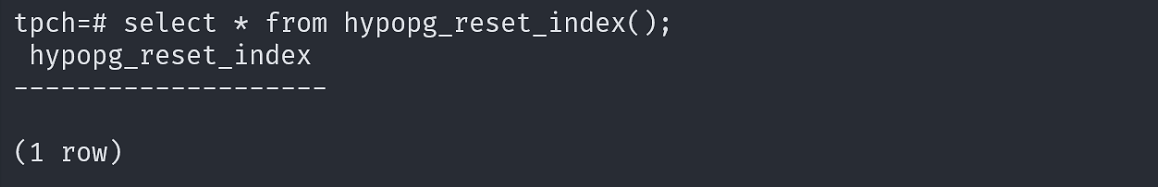 tpch=# select * from hypopg_reset_index();
 hypopg_reset_index
--------------------

(1 row)